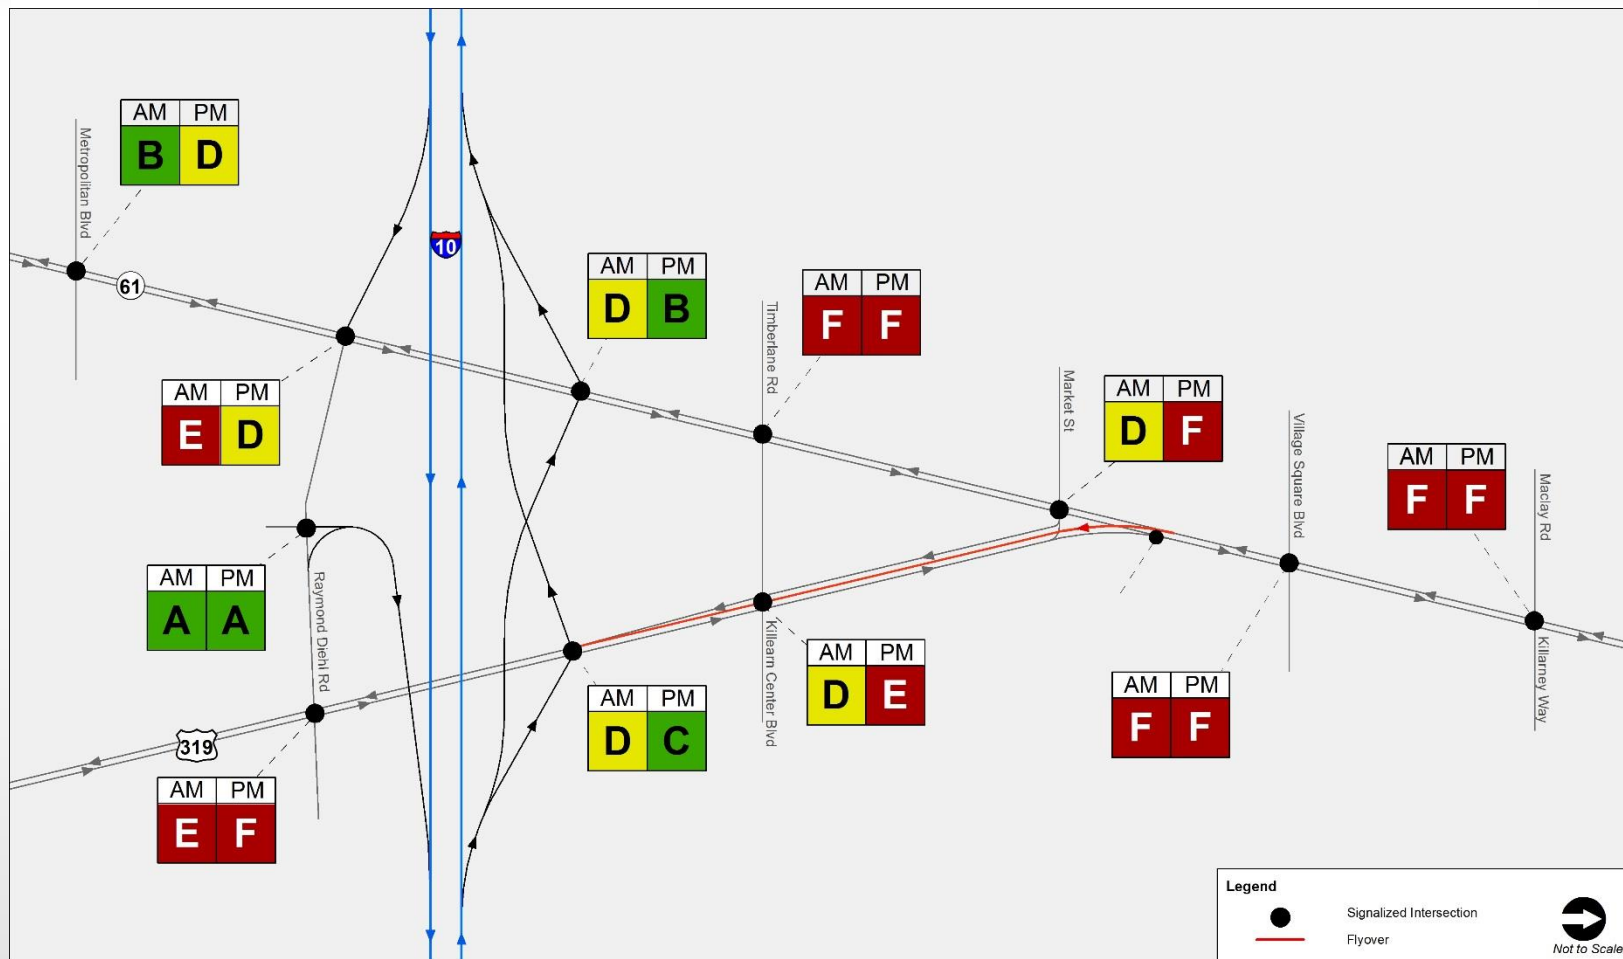 AM PM
B D
Metropolitan Blvd
61
10
AM PM
D B
Timberlane Rd
AM PM
F F
AM PM
E D
Market St
AM PM
D F
Village Square Blvd
AM PM
F F
Maclay Rd
AM PM
A A
Raymond Diehl Rd
Killearn Center Blvd
AM PM
D E
Killarney Way
AM PM
D C
AM PM
F F
319
AM PM
E F
Legend
Signalized Intersection
Flyover
Not to Scale